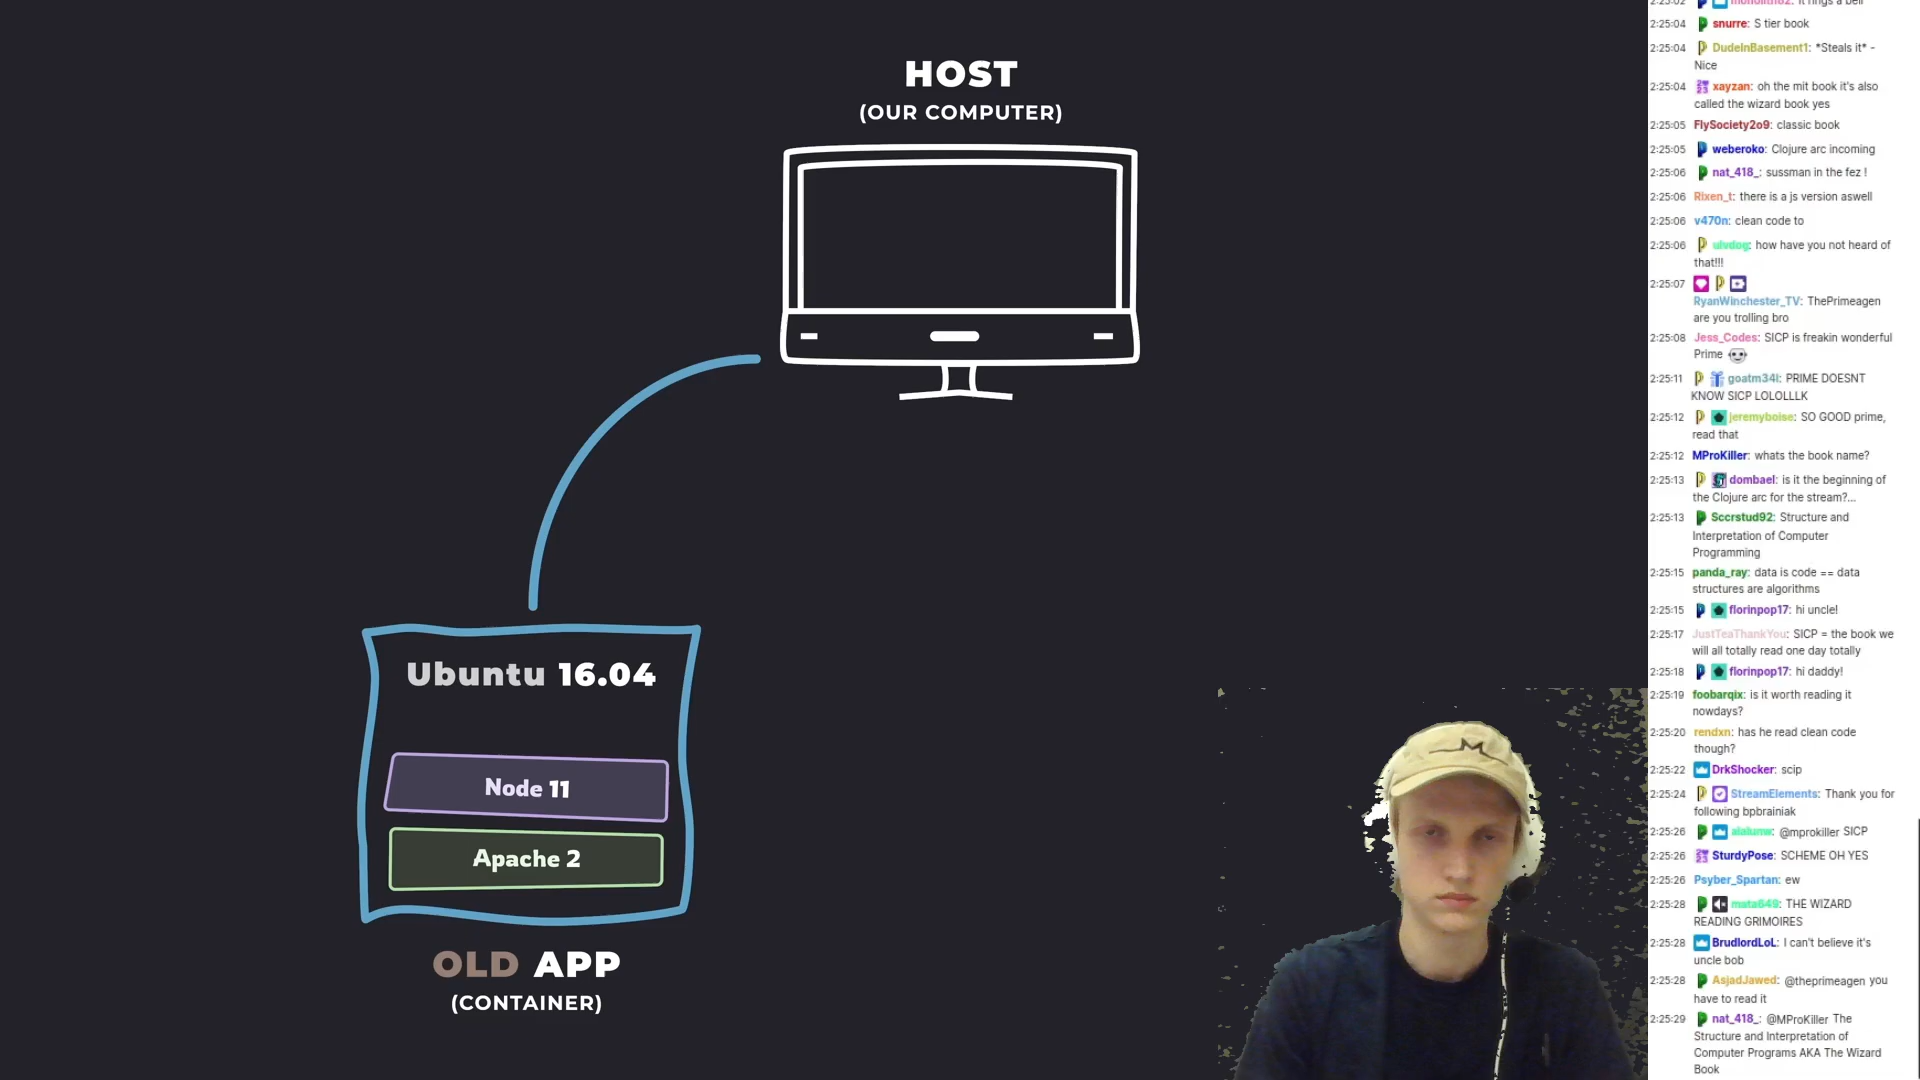 HOST
(OUR COMPUTER)
Ubuntu 16.04
Node 11
Apache 2
OLD APP
(CONTAINER)
2:25:02 monolith82: It rings a bell
2:25:04 snurre: S tier book
2:25:04 DudeInBasement1: *Steals it* -
Nice
2:25:04 xayzan: oh the mit book it's also
called the wizard book yes
2:25:05 FlySociety2o9: classic book
2:25:05 weberoko: Clojure arc incoming
2:25:06 nat_418_: sussman in the fez !
2:25:06 Rixen_t: there is a js version aswell
2:25:06 v470n: clean code to
2:25:06 ulvdog: how have you not heard of
that!!!
2:25:07
RyanWinchester_TV: ThePrimeagen
are you trolling bro
2:25:08 Jess_Codes: SICP is freakin wonderful
Prime
2:25:11 goatm34l: PRIME DOESNT
KNOW SICP LOLOLLLK
2:25:12 jeremyboise: SO GOOD prime,
read that
2:25:12 MProKiller: whats the book name?
2:25:13 dombael: is it the beginning of
the Clojure arc for the stream?...
2:25:13 Sccrstud92: Structure and
Interpretation of Computer
Programming
2:25:15 panda_ray: data is code == data
structures are algorithms
2:25:15 florinpop17: hi uncle!
2:25:17 JustTeaThankYou: SICP = the book we
will all totally read one day totally
2:25:18 florinpop17: hi daddy!
2:25:19 foobarqix: is it worth reading it
nowdays?
2:25:20 rendxn: has he read clean code
though?
2:25:22 DrkShocker: scip
2:25:24 StreamElements: Thank you for
following bpbrainiak
2:25:26 @mprokiller SICP
2:25:26 SturdyPose: SCHEME OH YES
2:25:26 Psyber_Spartan: ew
2:25:28 mata649: THE WIZARD
READING GRIMOIRES
2:25:28 BrudlordLoL: I can't believe it's
uncle bob
2:25:28 AsjadJawed: @theprimeagen you
have to read it
2:25:29 nat_418_: @MProKiller The
Structure and Interpretation of
Computer Programs AKA The Wizard
Book